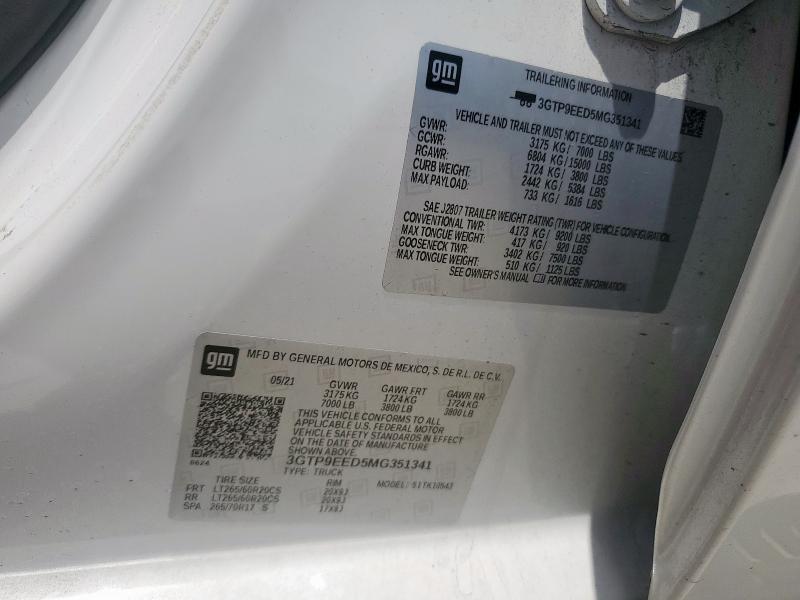 gm
TRAILERING INFORMATION
3GTP9EED5MG351341
VEHICLE AND TRAILER MUST NOT EXCEED ANY OF THESE VALUES
GVWR: 3175 KG / 7000 LBS
GCWR: 6804 KG / 15000 LBS
RGAWR: 1724 KG / 3800 LBS
CURB WEIGHT: 2442 KG / 5384 LBS
MAX PAYLOAD: 733 KG / 1616 LBS
SAE J2807 TRAILER WEIGHT RATING (TWR) FOR VEHICLE CONFIGURATION
CONVENTIONAL TWR: 4173 KG / 9200 LBS
MAX TONGUE WEIGHT: 417 KG / 920 LBS
GOOSENECK TWR: 3402 KG / 7500 LBS
MAX TONGUE WEIGHT: 510 KG / 1125 LBS
SEE OWNER'S MANUAL FOR MORE INFORMATION
gm
MFD BY GENERAL MOTORS DE MEXICO, S. DE R.L. DE C.V.
05/21 GVWR GAWR FRT GAWR RR
3175 KG 1724 KG 1724 KG
7000 LB 3800 LB 3800 LB
THIS VEHICLE CONFORMS TO ALL
APPLICABLE U.S. FEDERAL MOTOR
VEHICLE SAFETY STANDARDS IN EFFECT
ON THE DATE OF MANUFACTURE
SHOWN ABOVE.
3GTP9EED5MG351341
TYPE: TRUCK
TIRE SIZE RIM MODEL:
FRT LT265/60R20CS 20X9J
RR LT265/60R20CS 20X9J
SPA 265/70R17 S 17X8J